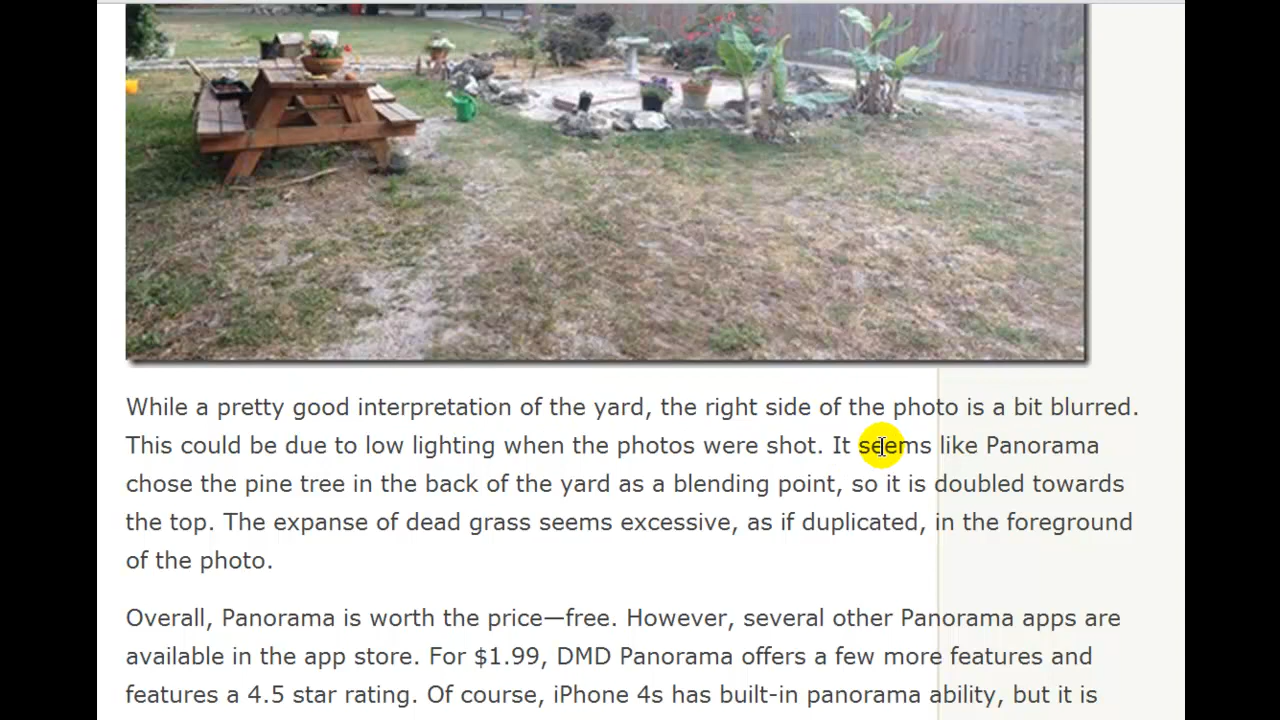 While a pretty good interpretation of the yard, the right side of the photo is a bit blurred.
This could be due to low lighting when the photos were shot. It seems like Panorama
chose the pine tree in the back of the yard as a blending point, so it is doubled towards
the top. The expanse of dead grass seems excessive, as if duplicated, in the foreground
of the photo.
Overall, Panorama is worth the price—free. However, several other Panorama apps are
available in the app store. For $1.99, DMD Panorama offers a few more features and
features a 4.5 star rating. Of course, iPhone 4s has built-in panorama ability, but it is